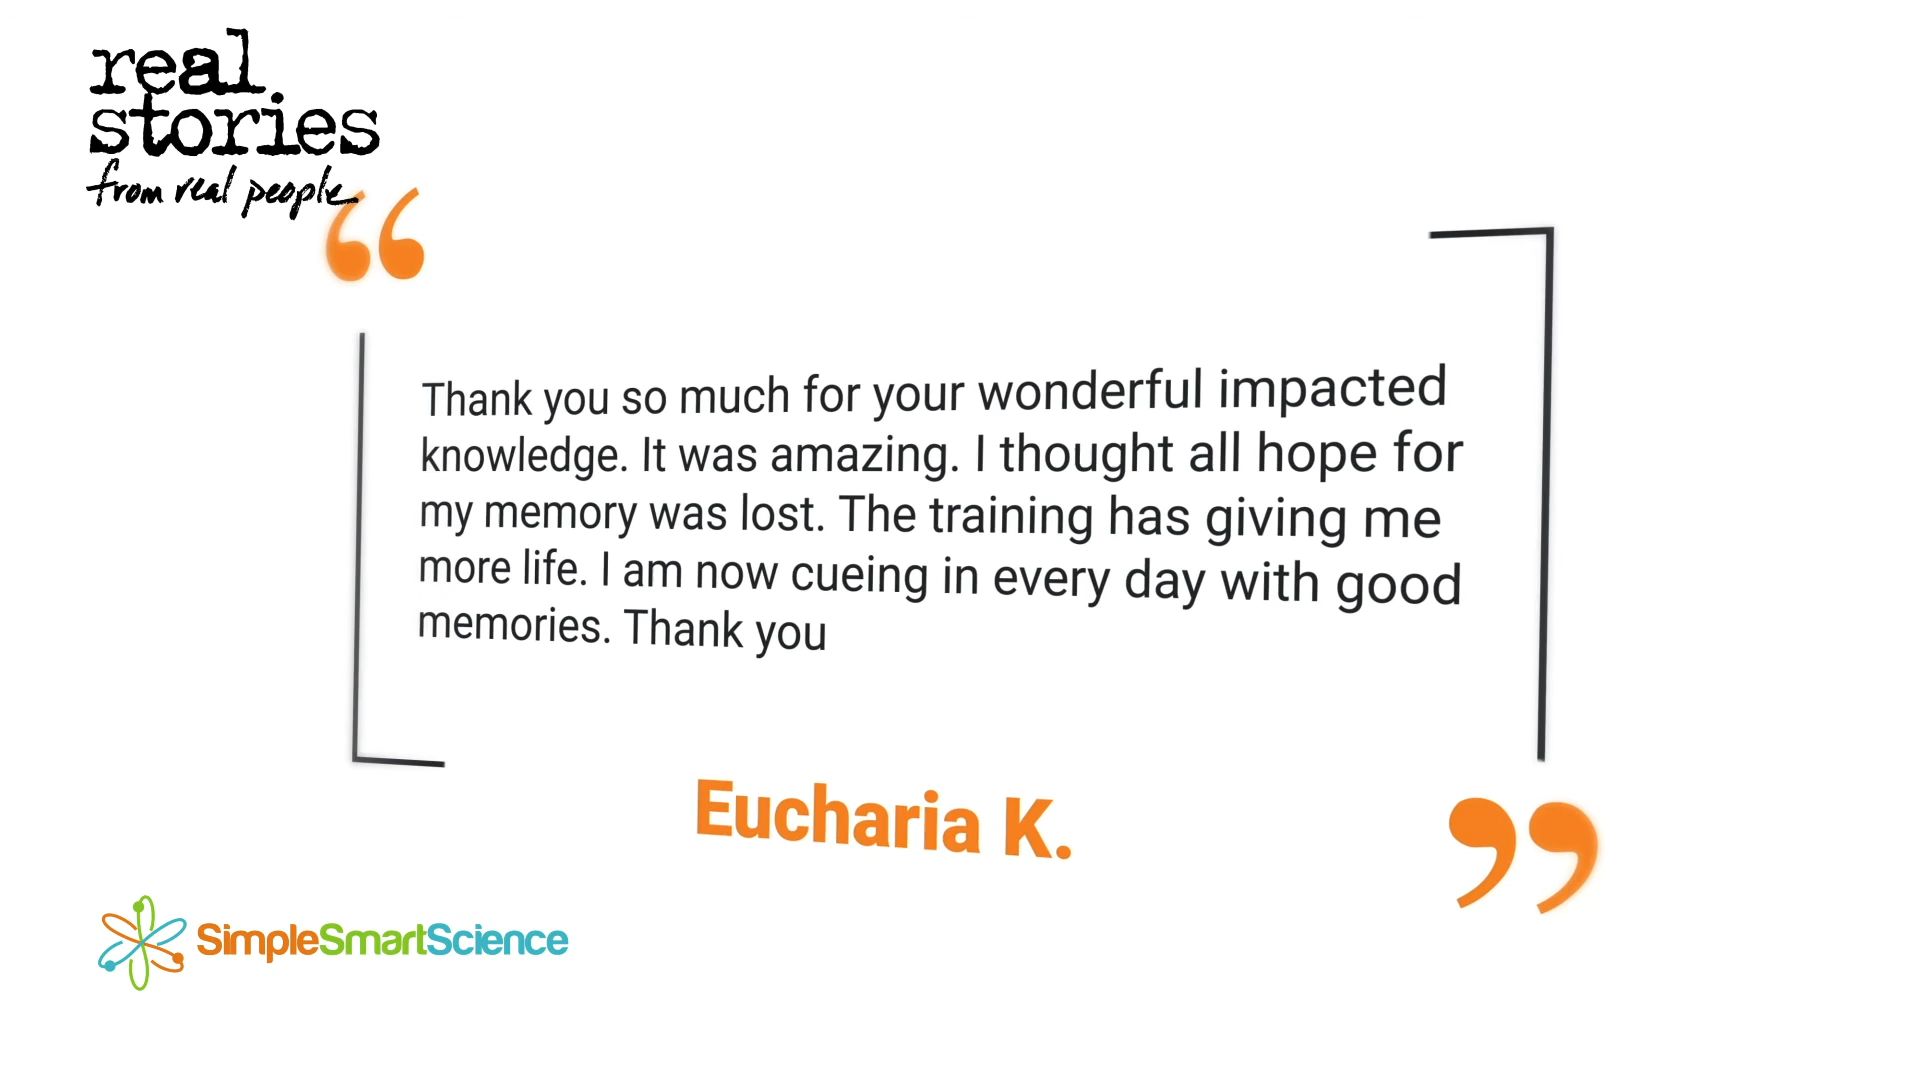 real
stories
from real people
“
Thank you so much for your wonderful impacted
knowledge. It was amazing. I thought all hope for
my memory was lost. The training has giving me
more life. I am now cueing in every day with good
memories. Thank you
Eucharia K.
”
SimpleSmartScience